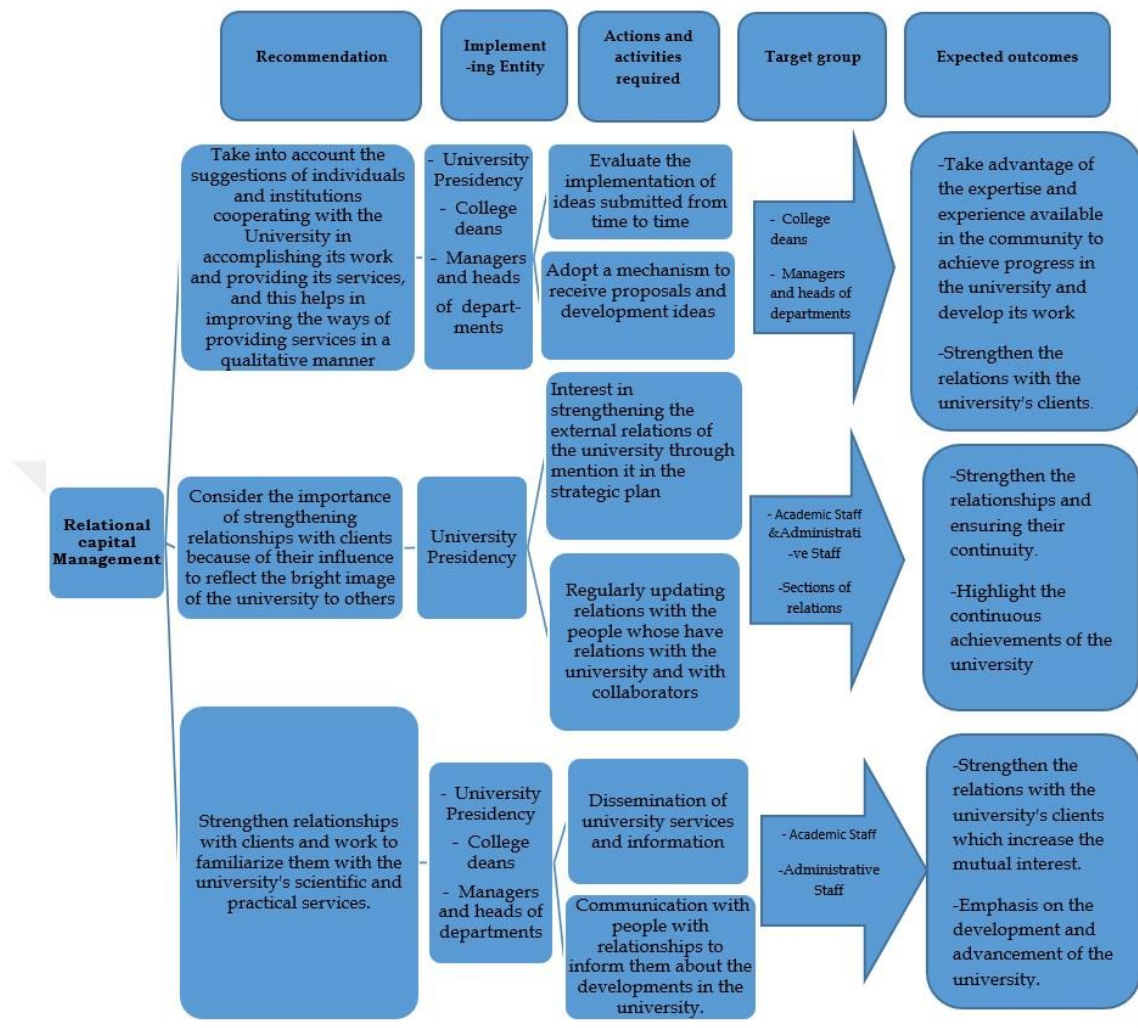 Recommendation
Implement
-ing Entity
Actions and
activities
required
Target group
Expected outcomes
Relational
capital
Management
Take into account the
suggestions of individuals
and institutions
cooperating with the
University in
accomplishing its work
and providing its services,
and this helps in
improving the ways of
providing services in a
qualitative manner
- University
Presidency
- College
deans
- Managers
and heads
of depart-
ments
Evaluate the
implementation of
ideas submitted from
time to time
Adopt a mechanism to
receive proposals and
development ideas
- College
deans
- Managers
and heads of
departments
-Take advantage of
the expertise and
experience available
in the community to
achieve progress in
the university and
develop its work
-Strengthen the
relations with the
university's clients.
Consider the importance
of strengthening
relationships with clients
because of their influence
to reflect the bright image
of the university to others
University
Presidency
Interest in
strengthening the
external relations of
the university through
mention it in the
strategic plan
Regularly updating
relations with the
people whose have
relations with the
university and with
collaborators
- Academic Staff
&Administrati
-ve Staff
-Sections of
relations
-Strengthen the
relationships and
ensuring their
continuity.
-Highlight the
continuous
achievements of the
university
Strengthen relationships
with clients and work to
familiarize them with the
university's scientific and
practical services.
- University
Presidency
- College
deans
- Managers
and heads of
departments
Dissemination of
university services
and information
Communication with
people with
relationships to
inform them about the
developments in the
university.
- Academic Staff
-Administrative
Staff
-Strengthen the
relations with the
university's clients
which increase the
mutual interest.
-Emphasis on the
development and
advancement of the
university.